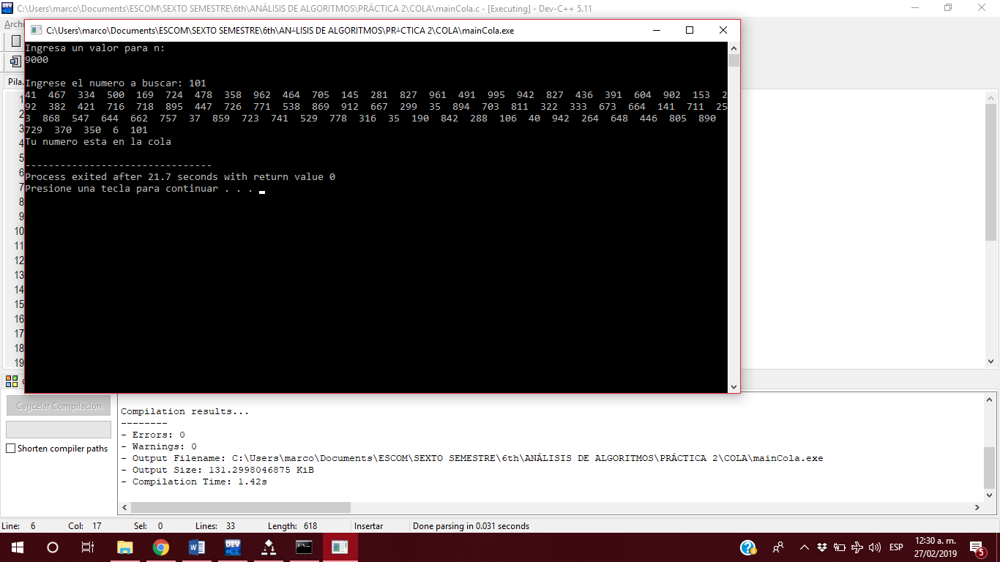 C:\Users\marco\Documents\ESCOM\SEXTO SEMESTRE\6th\ANÁLISIS DE ALGORITMOS\PRÁCTICA 2\COLA\mainCola.c - [Executing] - Dev-C++ 5.11
Archi
C:\Users\marco\Documents\ESCOM\SEXTO SEMESTRE\6th\AN┴LISIS DE ALGORITMOS\PR┴CTICA 2\COLA\mainCola.exe
Pila.
Ingresa un valor para n:
9000
Ingrese el numero a buscar: 101
41 467 334 500 169 724 478 358 962 464 705 145 281 827 961 491 995 942 827 436 391 604 902 153 2
92 382 421 716 718 895 447 726 771 538 869 912 667 299 35 894 703 811 322 333 673 664 141 711 25
3 868 547 644 662 757 37 859 723 741 529 778 316 35 190 842 288 106 40 942 264 648 446 805 890
729 370 350 6 101
Tu numero esta en la cola
--------------------------------
Process exited after 21.7 seconds with return value 0
Presione una tecla para continuar . . .
1
2
3
4
5
6
7
8
9
10
11
12
13
14
15
16
17
18
19
Cancelar Compilación
Shorten compiler paths
Compilation results...
--------
- Errors: 0
- Warnings: 0
- Output Filename: C:\Users\marco\Documents\ESCOM\SEXTO SEMESTRE\6th\ANÁLISIS DE ALGORITMOS\PRÁCTICA 2\COLA\mainCola.exe
- Output Size: 131.2998046875 KiB
- Compilation Time: 1.42s
Line: 6 Col: 17 Sel: 0 Lines: 33 Length: 618 Insertar Done parsing in 0.031 seconds
DEV
ESP
12:30 a. m.
27/02/2019
5